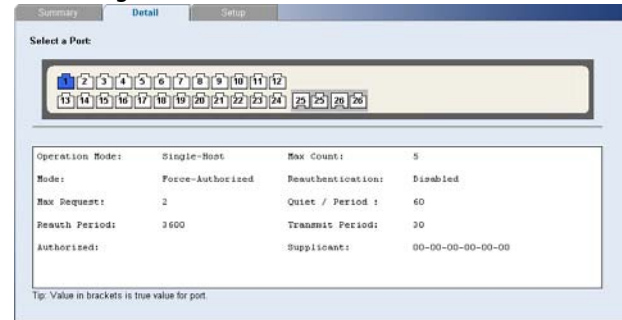 Summary Detail Setup
Select a Port:
1 2 3 4 5 6 7 8 9 10 11 12
13 14 15 16 17 18 19 20 21 22 23 24 25 25 26 26
Operation Mode: Single-Host Max Count: 5
Mode: Force-Authorized Reauthentication: Disabled
Max Request: 2 Quiet / Period : 60
Reauth Period: 3600 Transmit Period: 30
Authorized: Supplicant: 00-00-00-00-00-00
Tip: Value in brackets is true value for port.